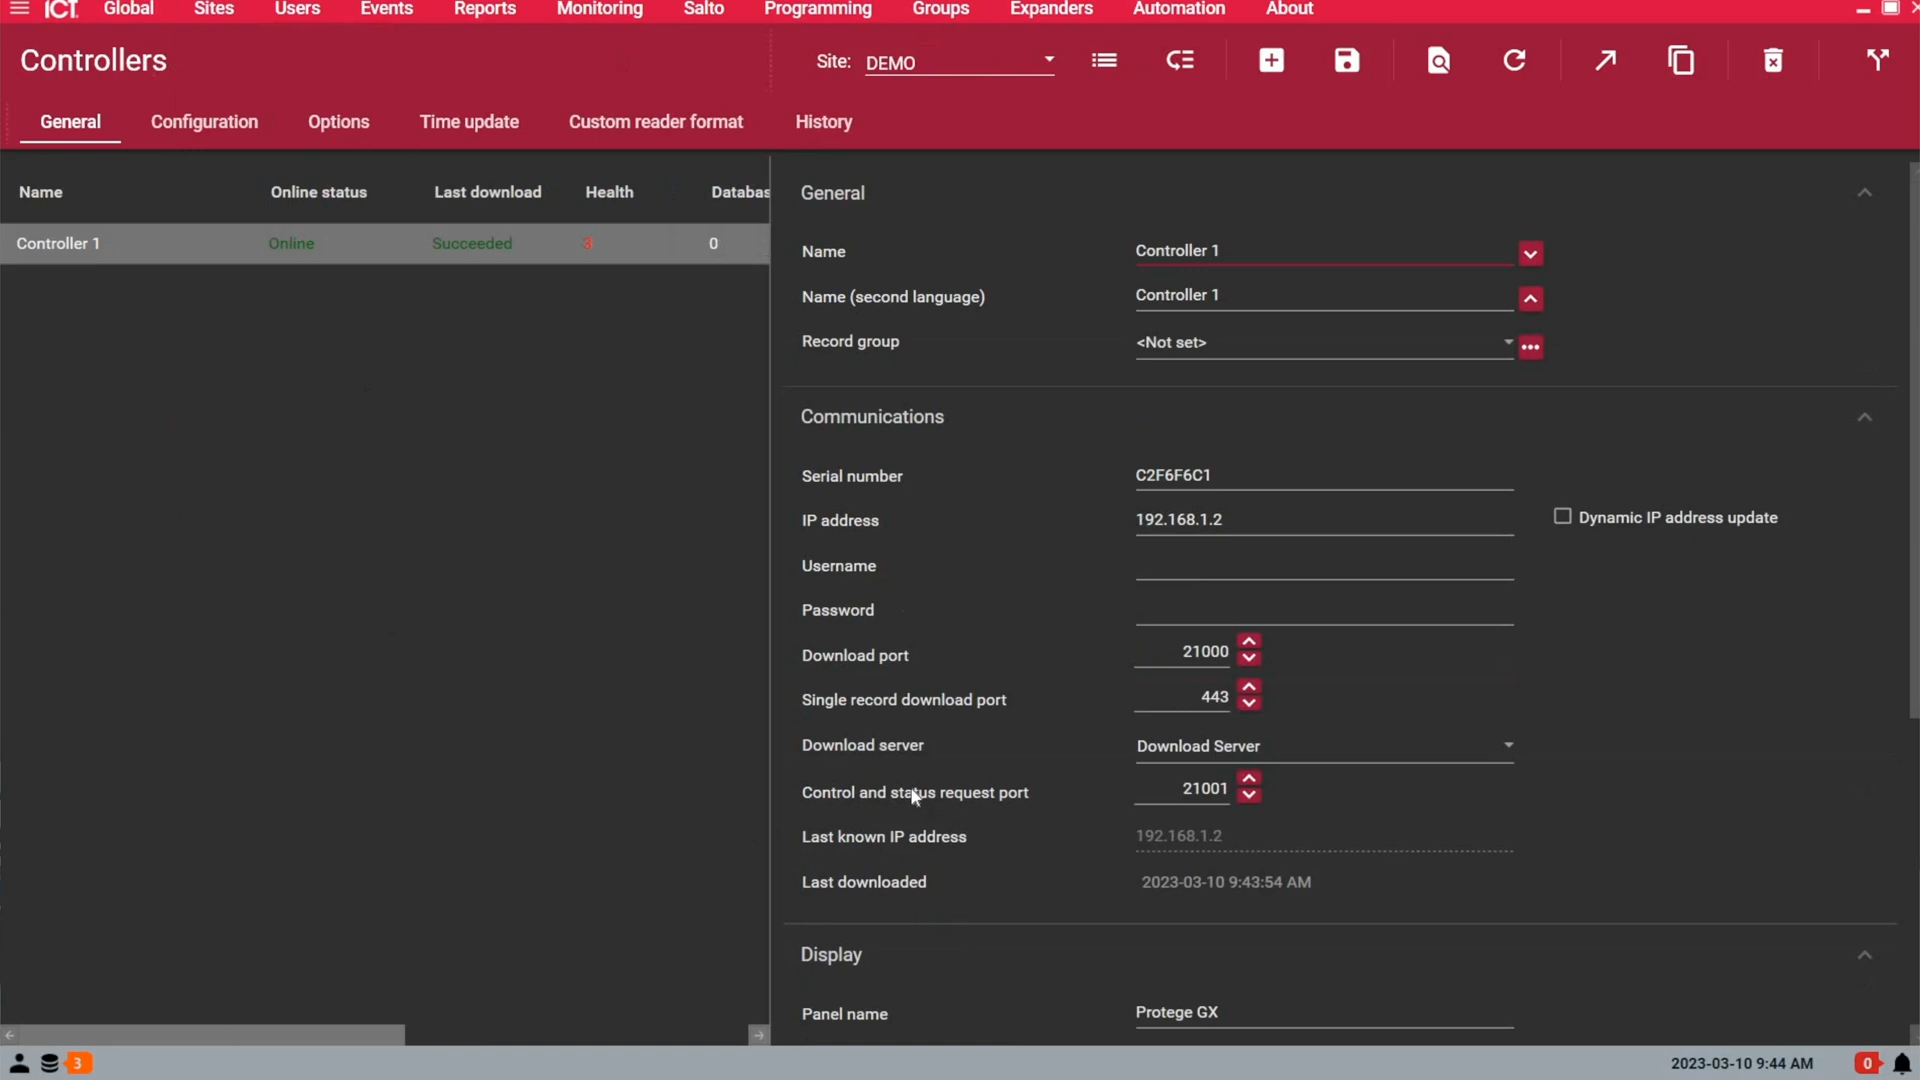 ICT Global Sites Users Events Reports Monitoring Salto Programming Groups Expanders Automation About
Controllers
Site: DEMO
General Configuration Options Time update Custom reader format History
Name Online status Last download Health Databas
Controller 1 Online Succeeded 3 0
General
Name Controller 1
Name (second language) Controller 1
Record group <Not set>
Communications
Serial number C2F6F6C1
IP address 192.168.1.2 Dynamic IP address update
Username
Password
Download port 21000
Single record download port 443
Download server Download Server
Control and status request port 21001
Last known IP address 192.168.1.2
Last downloaded 2023-03-10 9:43:54 AM
Display
Panel name Protege GX
3 2023-03-10 9:44 AM 0